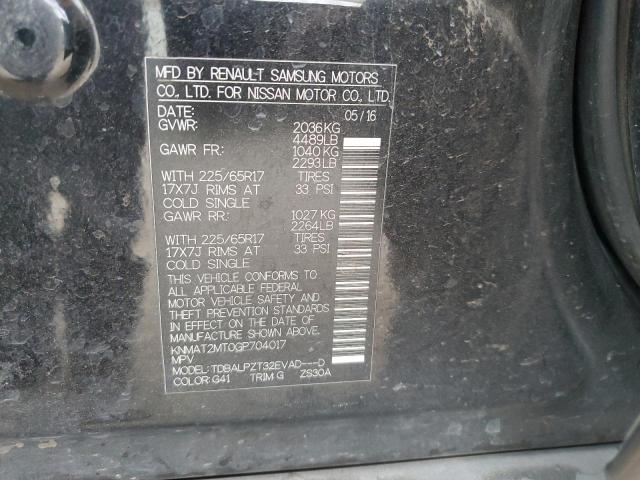 MFD BY RENAULT SAMSUNG MOTORS
CO., LTD. FOR NISSAN MOTOR CO., LTD.
DATE: 05/16
GVWR: 2036KG
4489LB
GAWR FR: 1040KG
2293LB
WITH 225/65R17 TIRES
17X7J RIMS AT 33 PSI
COLD SINGLE
GAWR RR: 1027KG
2264LB
WITH 225/65R17 TIRES
17X7J RIMS AT 33 PSI
COLD SINGLE
THIS VEHICLE CONFORMS TO
ALL APPLICABLE FEDERAL
MOTOR VEHICLE SAFETY AND
THEFT PREVENTION STANDARDS
IN EFFECT ON THE DATE OF
MANUFACTURE SHOWN ABOVE.
KNMAT2MT0GP704017
MPV
MODEL: TDBALPZT32EVAD---D
COLOR: G41 TRIM G ZS30A